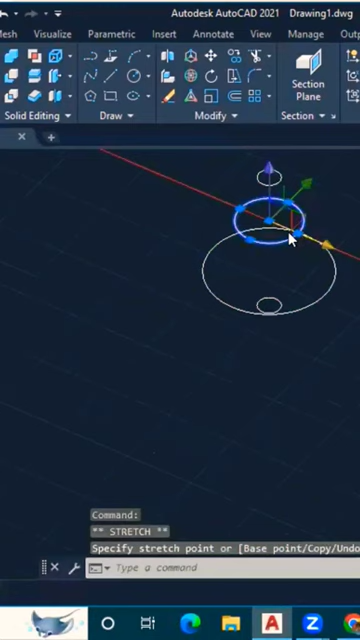 Autodesk AutoCAD 2021 Drawing1.dwg
Mesh Visualize Parametric Insert Annotate View Manage Outp
Section
Plane
Solid Editing Draw Modify Section
Command:
** STRETCH **
Specify stretch point or [Base point/Copy/Undo
Type a command